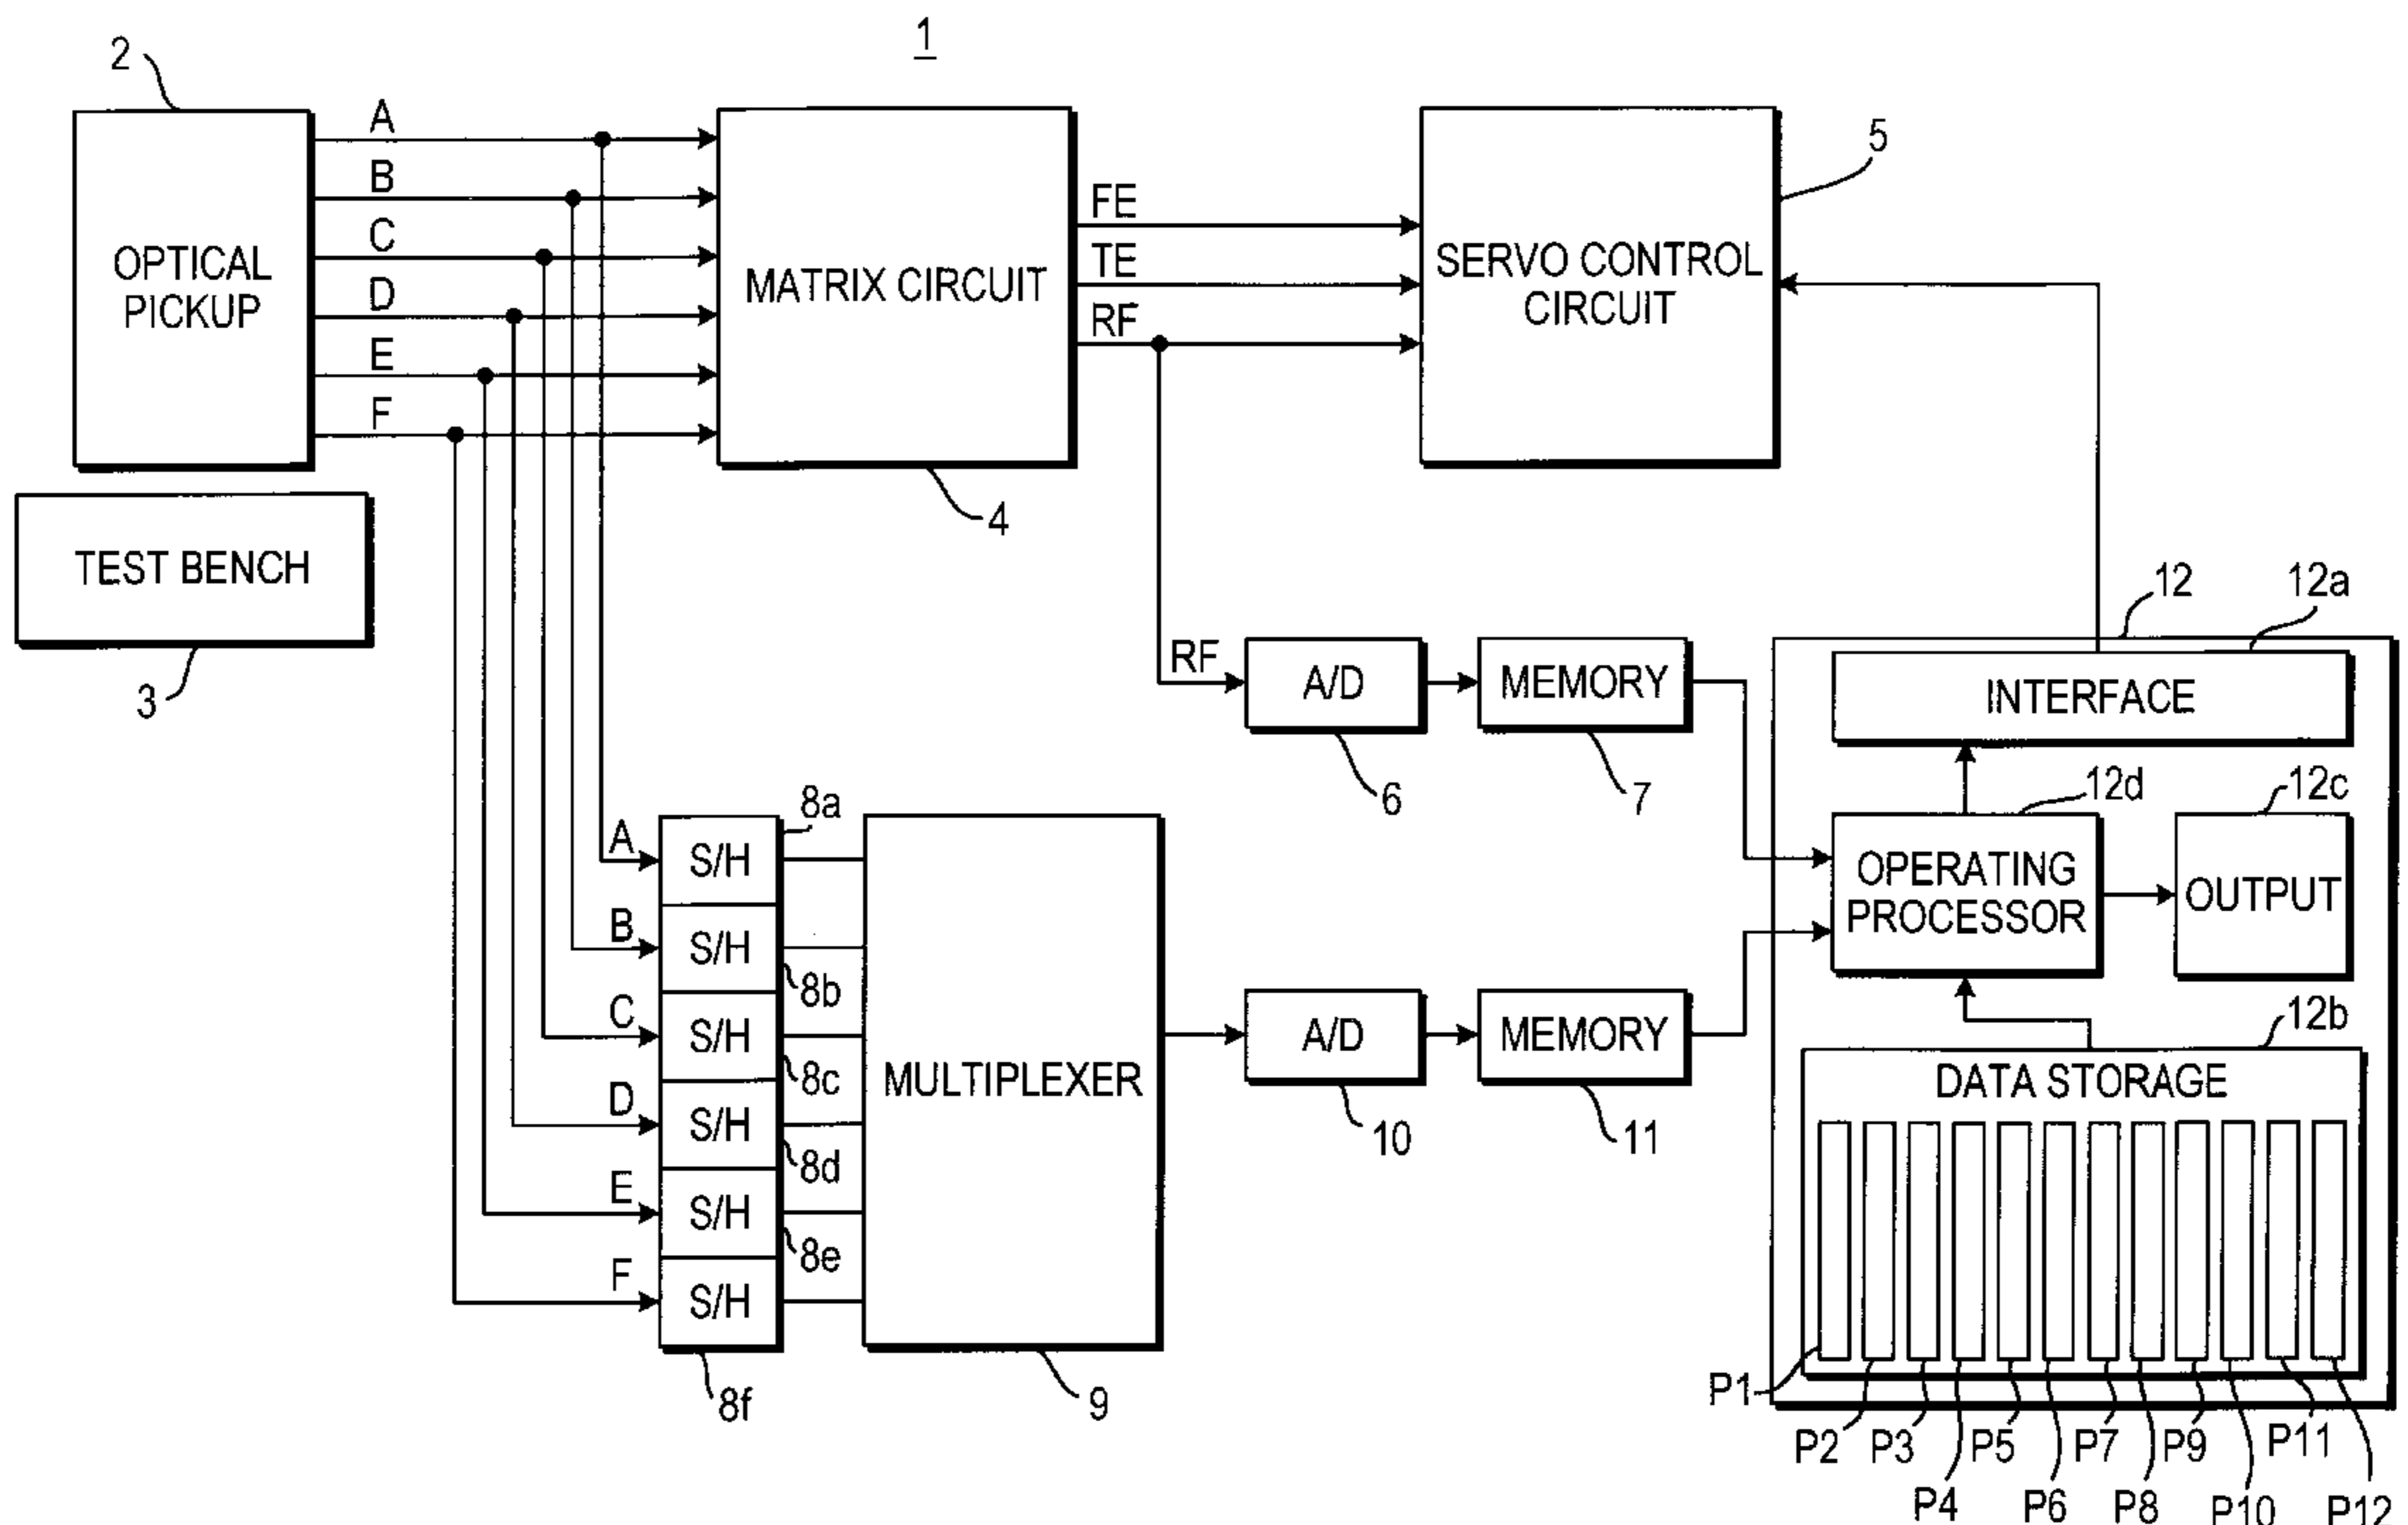 1
2
A
B
C
D
E
F
OPTICAL
PICKUP
MATRIX CIRCUIT
4
FE
TE
RF
SERVO CONTROL
CIRCUIT
5
TEST BENCH
3
RF
A/D
6
MEMORY
7
12
12a
INTERFACE
12d
OPERATING
PROCESSOR
12c
OUTPUT
A
S/H
8a
B
S/H
8b
C
S/H
8c
D
S/H
8d
E
S/H
8e
F
S/H
8f
MULTIPLEXER
9
A/D
10
MEMORY
11
12b
DATA STORAGE
P1
P2
P3
P4
P5
P6
P7
P8
P9
P10
P11
P12